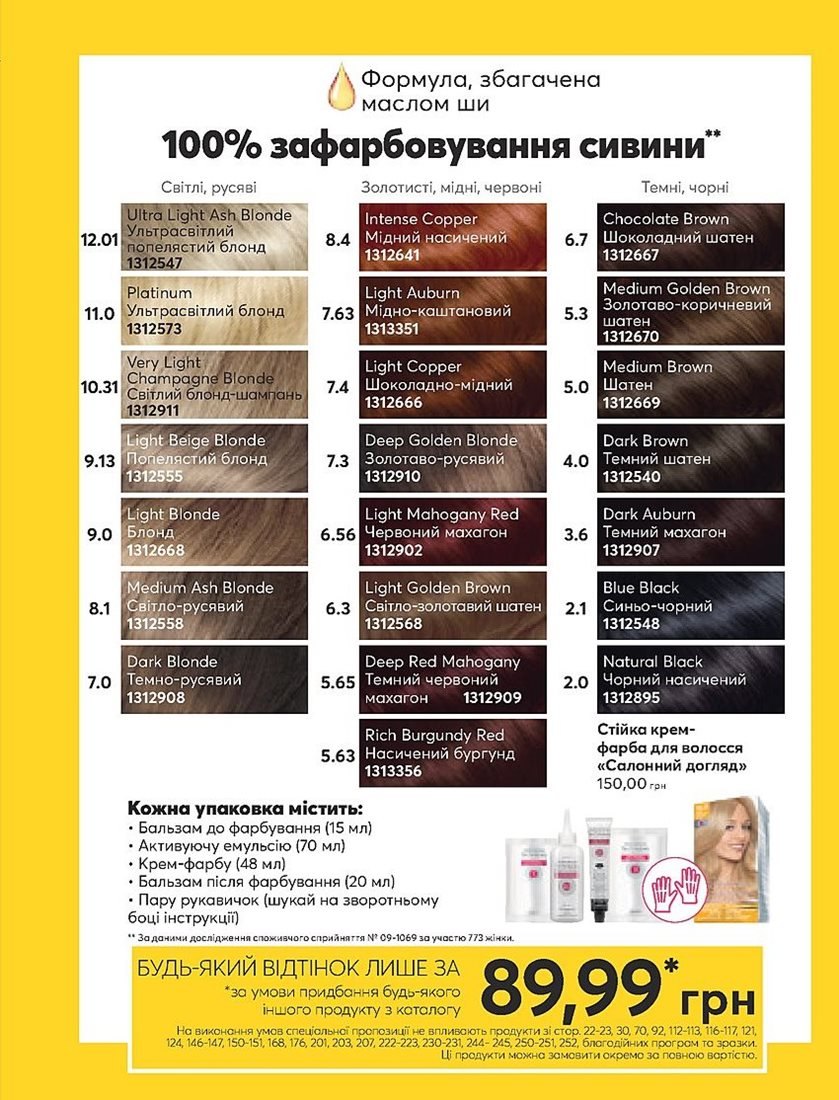 Формула, збагачена
маслом ши
100% зафарбовування сивини**
Світлі, русяві
12.01
Ultra Light Ash Blonde
Ультрасвітлий
попелястий блонд
1312547
11.0
Platinum
Ультрасвітлий блонд
1312573
10.31
Very Light
Champagne Blonde
Світлий блонд-шампань
1312911
9.13
Light Beige Blonde
Попелястий блонд
1312555
9.0
Light Blonde
Блонд
1312668
8.1
Medium Ash Blonde
Світло-русявий
1312558
7.0
Dark Blonde
Темно-русявий
1312908
Золотисті, мідні, червоні
8.4
Intense Copper
Мідний насичений
1312641
7.63
Light Auburn
Мідно-каштановий
1313351
7.4
Light Copper
Шоколадно-мідний
1312666
7.3
Deep Golden Blonde
Золотаво-русявий
1312910
6.56
Light Mahogany Red
Червоний махагон
1312902
6.3
Light Golden Brown
Світло-золотавий шатен
1312568
5.65
Deep Red Mahogany
Темний червоний
махагон 1312909
5.63
Rich Burgundy Red
Насичений бургунд
1313356
Темні, чорні
6.7
Chocolate Brown
Шоколадний шатен
1312667
5.3
Medium Golden Brown
Золотаво-коричневий
шатен
1312670
5.0
Medium Brown
Шатен
1312669
4.0
Dark Brown
Темний шатен
1312540
3.6
Dark Auburn
Темний махагон
1312907
2.1
Blue Black
Синьо-чорний
1312548
2.0
Natural Black
Чорний насичений
1312895
Стійка крем-
фарба для волосся
«Салонний догляд»
150,00 грн
Кожна упаковка містить:
• Бальзам до фарбування (15 мл)
• Активуючу емульсію (70 мл)
• Крем-фарбу (48 мл)
• Бальзам після фарбування (20 мл)
• Пару рукавичок (шукай на зворотньому
боці інструкції)
** За даними дослідження споживчого сприйняття № 09-1069 за участю 773 жінки.
БУДЬ-ЯКИЙ ВІДТІНОК ЛИШЕ ЗА
*за умови придбання будь-якого
іншого продукту з каталогу
89,99* грн
На виконання умов спеціальної пропозиції не впливають продукти зі стор. 22-23, 30, 70, 92, 112-113, 116-117, 121,
124, 146-147, 150-151, 168, 176, 201, 203, 207, 222-223, 230-231, 244- 245, 250-251, 252, благодійних програм та зразки.
Ці продукти можна замовити окремо за повною вартістю.